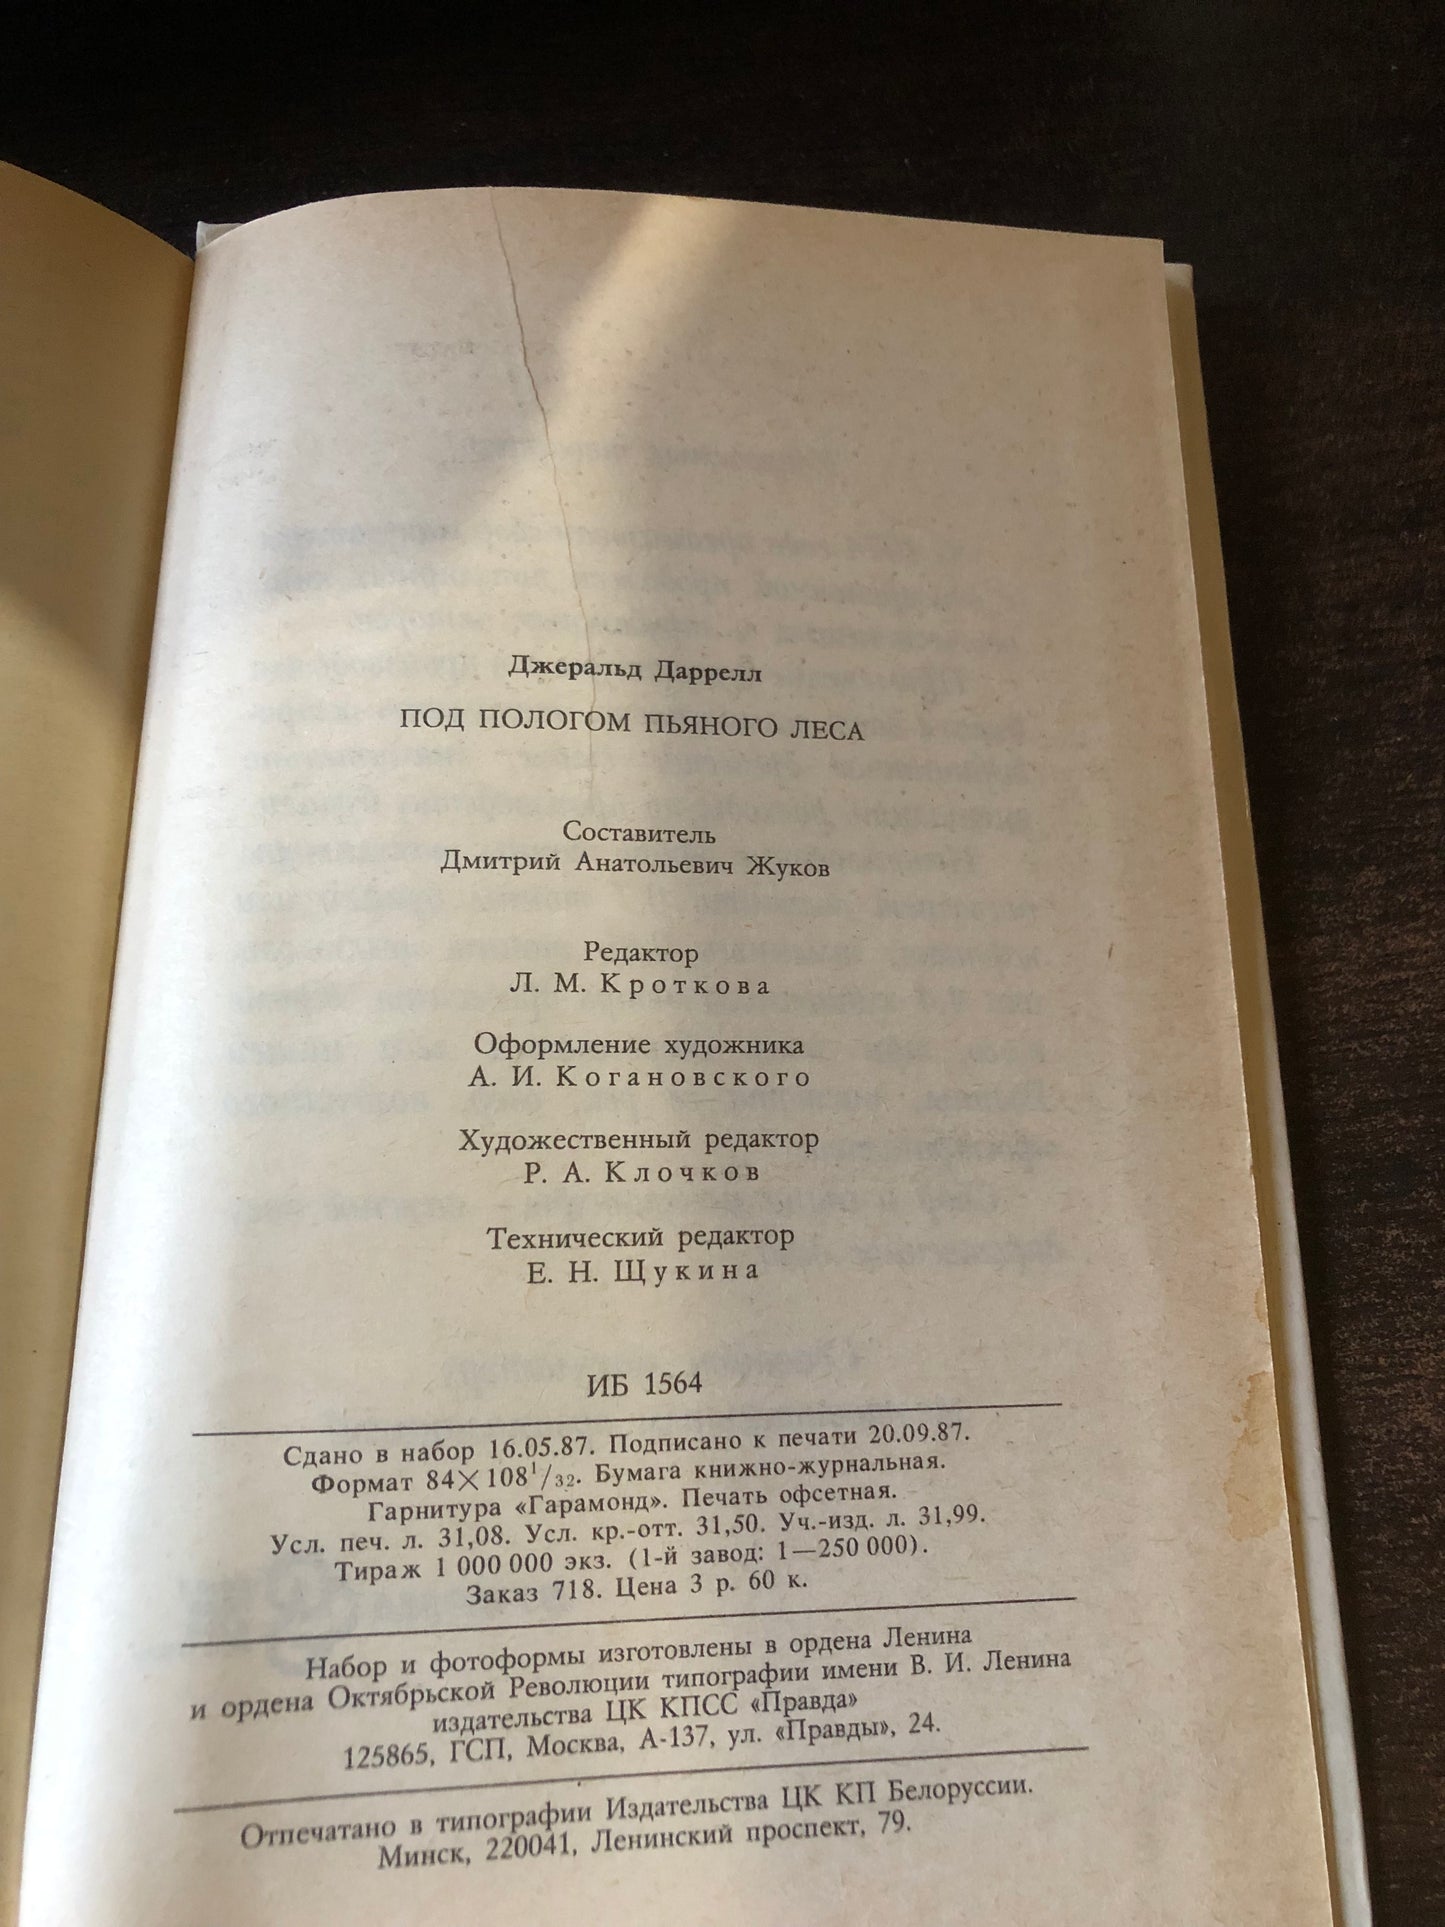 Джеральд Даррелл
ПОД ПОЛОГОМ ПЬЯНОГО ЛЕСА
Составитель
Дмитрий Анатольевич Жуков
Редактор
Л. М. Кроткова
Оформление художника
А. И. Когановского
Художественный редактор
Р. А. Клочков
Технический редактор
Е. Н. Щукина
ИБ 1564
Сдано в набор 16.05.87. Подписано к печати 20.09.87.
Формат 84×108¹/₃₂. Бумага книжно-журнальная.
Гарнитура «Гарамонд». Печать офсетная.
Усл. печ. л. 31,08. Усл. кр.-отт. 31,50. Уч.-изд. л. 31,99.
Тираж 1 000 000 экз. (1-й завод: 1—250 000).
Заказ 718. Цена 3 р. 60 к.
Набор и фотоформы изготовлены в ордена Ленина
и ордена Октябрьской Революции типографии имени В. И. Ленина
издательства ЦК КПСС «Правда»
125865, ГСП, Москва, А-137, ул. «Правды», 24.
Отпечатано в типографии Издательства ЦК КП Белоруссии.
Минск, 220041, Ленинский проспект, 79.